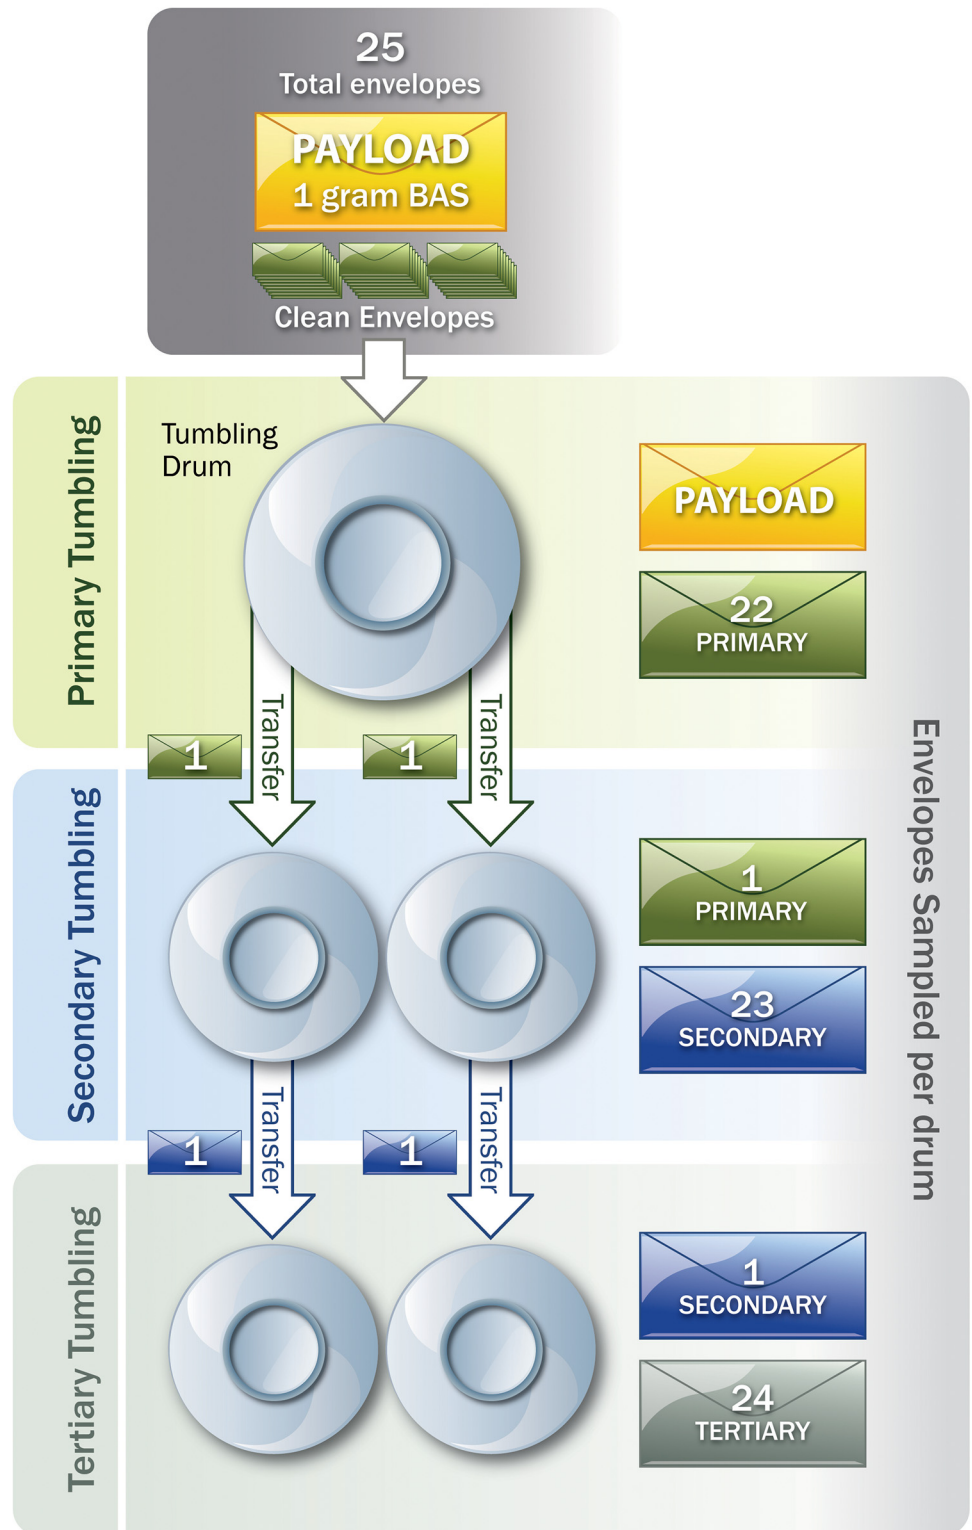 25
Total envelopes
PAYLOAD
1 gram BAS
Clean Envelopes
Primary Tumbling
Tumbling
Drum
PAYLOAD
22
PRIMARY
Transfer
Transfer
1
1
Envelopes Sampled per drum
Secondary Tumbling
1
PRIMARY
23
SECONDARY
Transfer
Transfer
1
1
Tertiary Tumbling
1
SECONDARY
24
TERTIARY